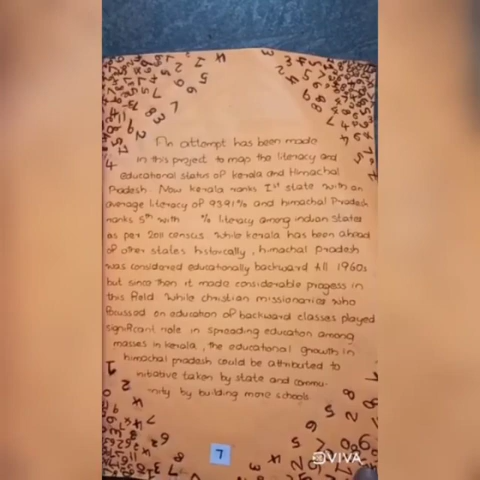 An attempt has been made
in this project to map the literacy and
educational status of kerala and Himachal
Pradesh. Now kerala ranks 1st state with an
average literacy of 93.91% and himachal Pradesh
ranks 5th with % literacy among indian states
as per 2011 census. While kerala has been ahead
of other states historically, himachal pradesh
was considered educationally backward till 1960s
but since then it made considerable progess in
this field while christian missionaries who
focussed on education of backward classes played
significant role in spreading education among
masses in kerala, the educational growth in
himachal pradesh could be attributed to
initiative taken by state and commu-
nity by building more schools.
7
VIVA